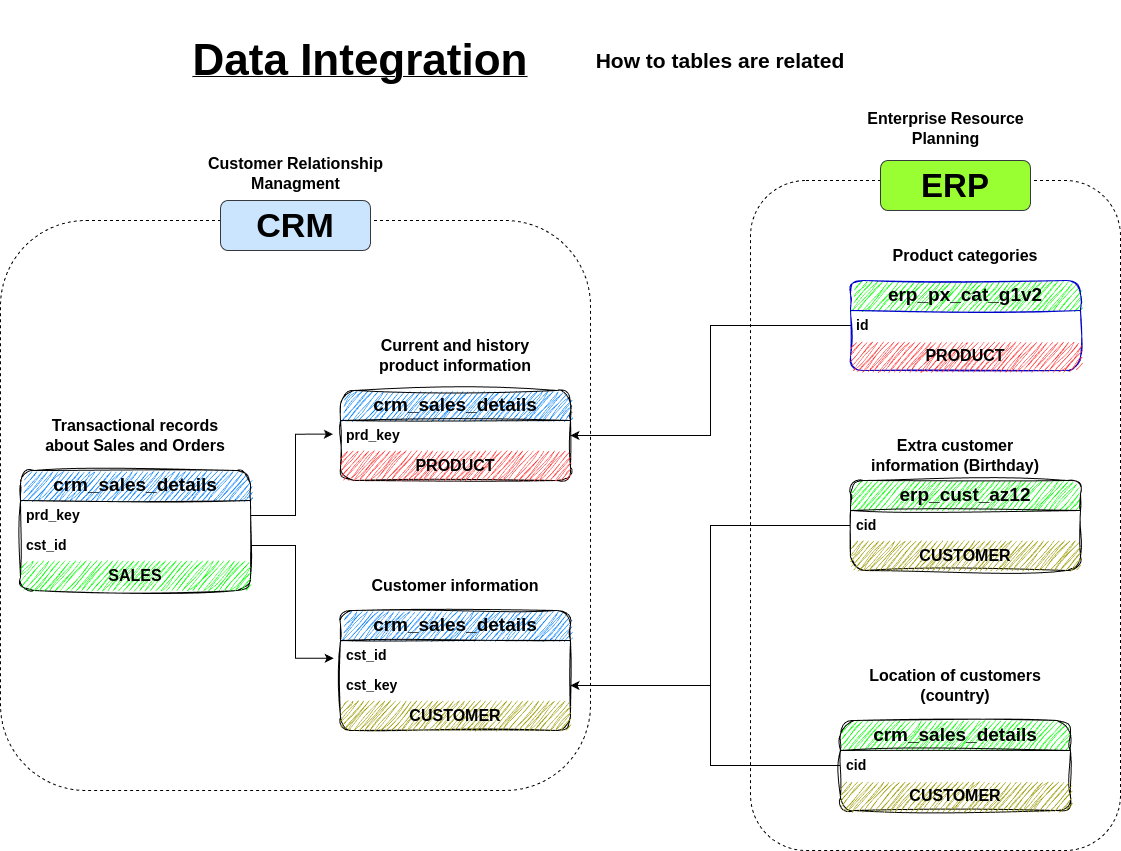 Data Integration
How to tables are related
Customer Relationship
Managment
CRM
Transactional records
about Sales and Orders
crm_sales_details
prd_key
cst_id
SALES
Current and history
product information
crm_sales_details
prd_key
PRODUCT
Customer information
crm_sales_details
cst_id
cst_key
CUSTOMER
Enterprise Resource
Planning
ERP
Product categories
erp_px_cat_g1v2
id
PRODUCT
Extra customer
information (Birthday)
erp_cust_az12
cid
CUSTOMER
Location of customers
(country)
crm_sales_details
cid
CUSTOMER